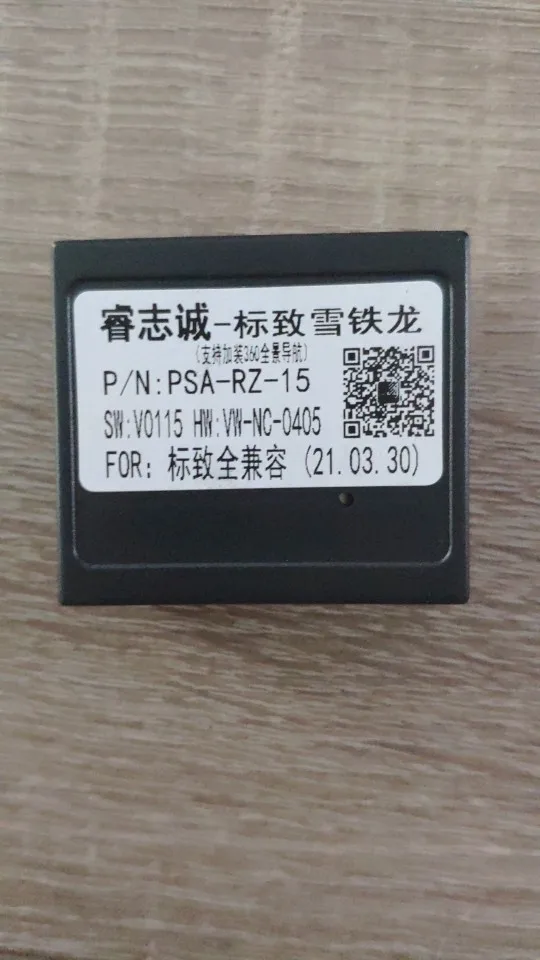 睿志诚-标致雪铁龙
(支持加装360全景导航)
P/N:PSA-RZ-15
SW:V0115 HW:VW-NC-0405
FOR: 标致全兼容 (21.03.30)